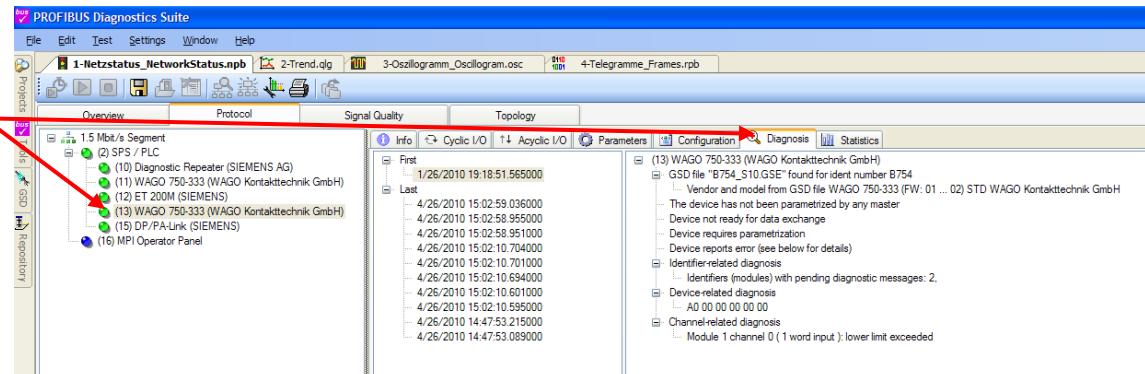 bus PROFIBUS Diagnostics Suite
File Edit Test Settings Window Help
1-Netzstatus_NetworkStatus.npb 2-Trend.qlg 3-Oszillogramm_Oscillogram.osc 0110 1001 4-Telegramme_Frames.rpb
Projects
bus Tools
GSD
Repository
Overview Protocol Signal Quality Topology
1.5 Mbit/s Segment
(2) SPS / PLC
(10) Diagnostic Repeater (SIEMENS AG)
(11) WAGO 750-333 (WAGO Kontakttechnik GmbH)
(12) ET 200M (SIEMENS)
(13) WAGO 750-333 (WAGO Kontakttechnik GmbH)
(15) DP/PA-Link (SIEMENS)
(16) MPI Operator Panel
Info Cyclic I/O Acyclic I/O Parameters Configuration Diagnosis Statistics
First
1/26/2010 19:18:51.565000
Last
4/26/2010 15:02:59.036000
4/26/2010 15:02:58.955000
4/26/2010 15:02:58.951000
4/26/2010 15:02:10.704000
4/26/2010 15:02:10.701000
4/26/2010 15:02:10.694000
4/26/2010 15:02:10.601000
4/26/2010 15:02:10.595000
4/26/2010 14:47:53.215000
4/26/2010 14:47:53.089000
(13) WAGO 750-333 (WAGO Kontakttechnik GmbH)
GSD file "B754_S10.GSE" found for ident number B754
Vendor and model from GSD file WAGO 750-333 (FW: 01 ... 02) STD WAGO Kontakttechnik GmbH
The device has not been parametrized by any master
Device not ready for data exchange
Device requires parametrization
Device reports error (see below for details)
Identifier-related diagnosis
Identifiers (modules) with pending diagnostic messages: 2,
Device-related diagnosis
A0 00 00 00 00 00
Channel-related diagnosis
Module 1 channel 0 ( 1 word input ): lower limit exceeded